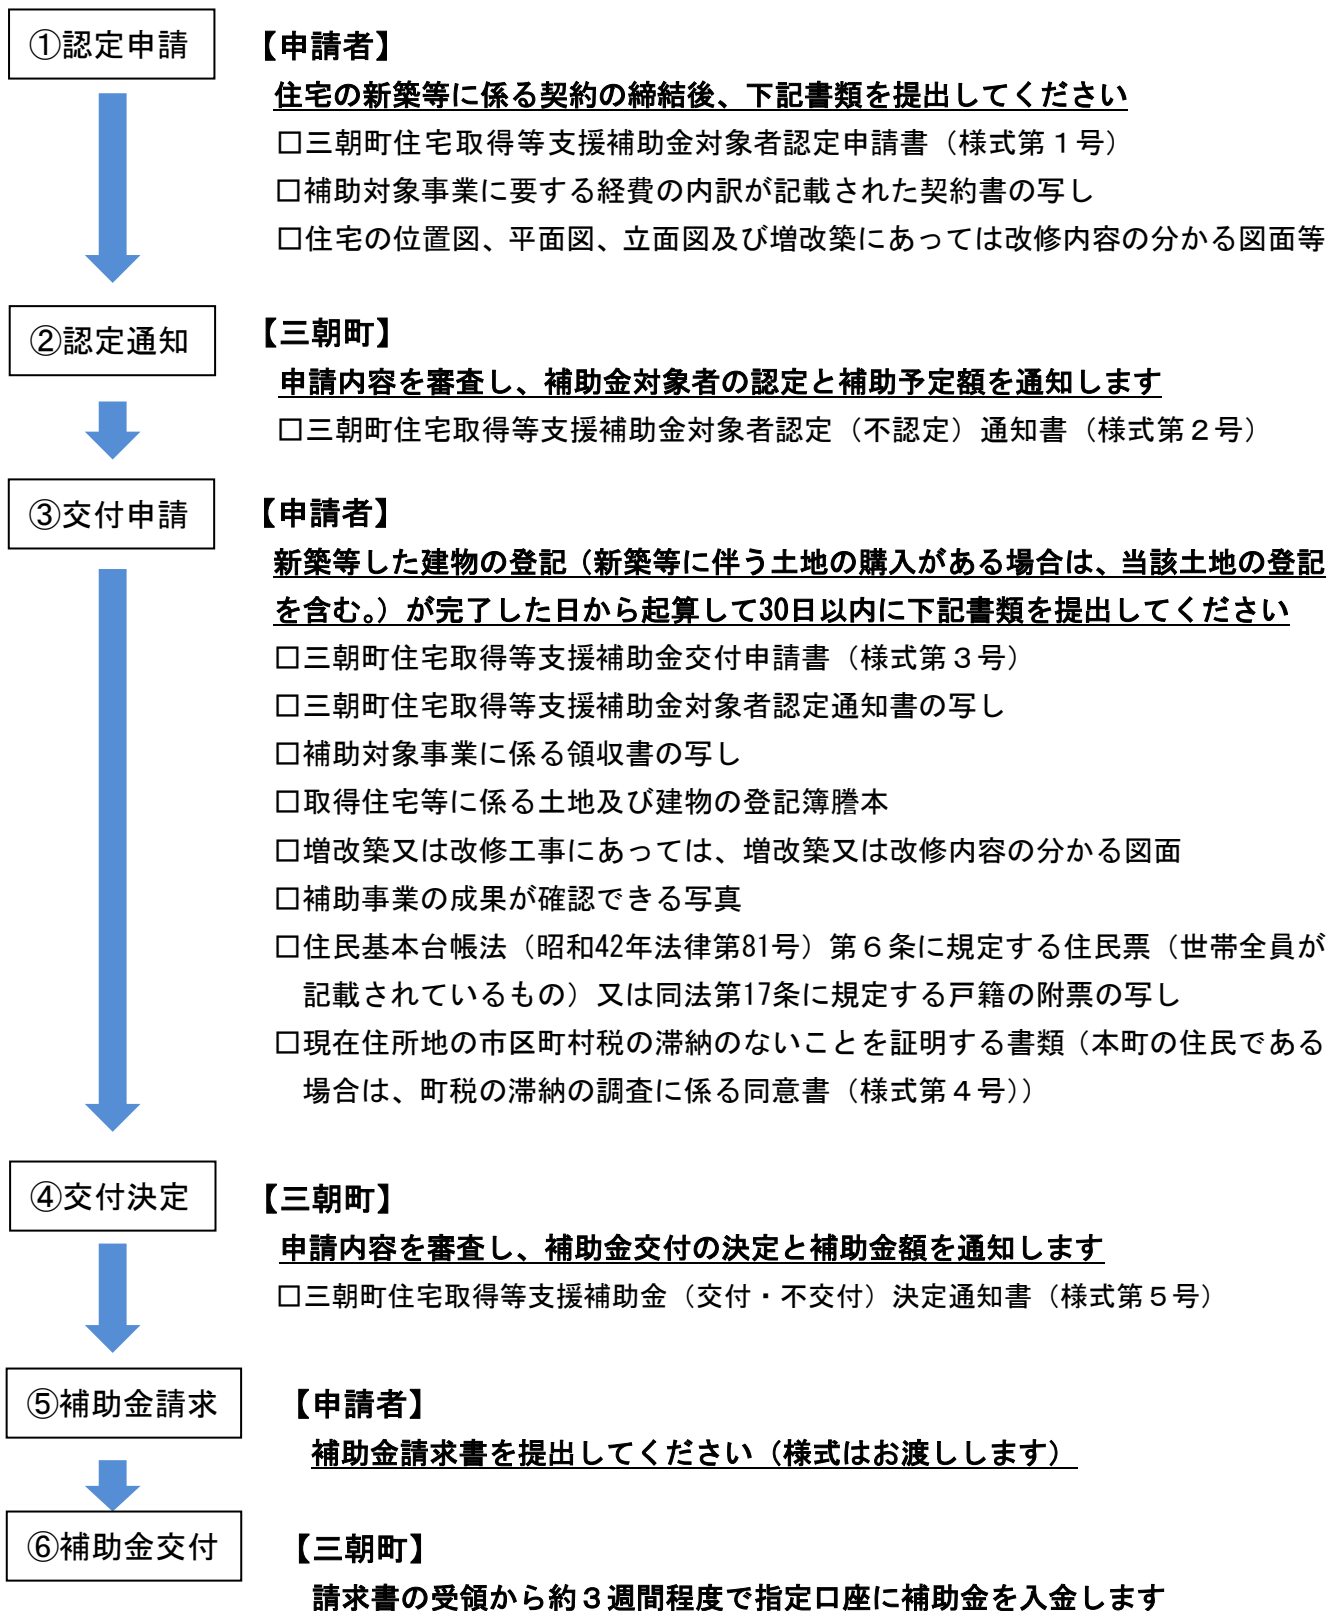 ①認定申請
【申請者】
住宅の新築等に係る契約の締結後、下記書類を提出してください
□三朝町住宅取得等支援補助金対象者認定申請書（様式第１号）
□補助対象事業に要する経費の内訳が記載された契約書の写し
□住宅の位置図、平面図、立面図及び増改築にあっては改修内容の分かる図面等
②認定通知
【三朝町】
申請内容を審査し、補助金対象者の認定と補助予定額を通知します
□三朝町住宅取得等支援補助金対象者認定（不認定）通知書（様式第２号）
③交付申請
【申請者】
新築等した建物の登記（新築等に伴う土地の購入がある場合は、当該土地の登記
を含む。）が完了した日から起算して30日以内に下記書類を提出してください
□三朝町住宅取得等支援補助金交付申請書（様式第３号）
□三朝町住宅取得等支援補助金対象者認定通知書の写し
□補助対象事業に係る領収書の写し
□取得住宅等に係る土地及び建物の登記簿謄本
□増改築又は改修工事にあっては、増改築又は改修内容の分かる図面
□補助事業の成果が確認できる写真
□住民基本台帳法（昭和42年法律第81号）第６条に規定する住民票（世帯全員が
記載されているもの）又は同法第17条に規定する戸籍の附票の写し
□現在住所地の市区町村税の滞納のないことを証明する書類（本町の住民である
場合は、町税の滞納の調査に係る同意書（様式第４号））
④交付決定
【三朝町】
申請内容を審査し、補助金交付の決定と補助金額を通知します
□三朝町住宅取得等支援補助金（交付・不交付）決定通知書（様式第５号）
⑤補助金請求
【申請者】
補助金請求書を提出してください（様式はお渡しします）
⑥補助金交付
【三朝町】
請求書の受領から約３週間程度で指定口座に補助金を入金します